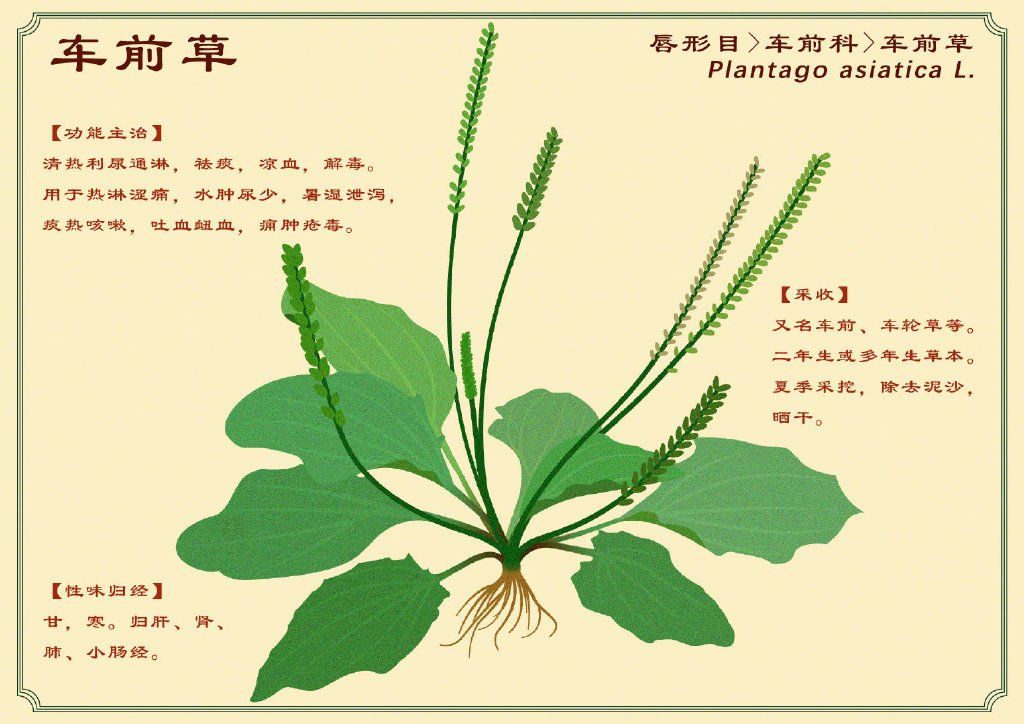 车前草
唇形目>车前科>车前草
Plantago asiatica L.
【功能主治】
清热利尿通淋，祛痰，凉血，解毒。
用于热淋涩痛，水肿尿少，暑湿泄泻，
痰热咳嗽，吐血衄血，痈肿疮毒。
【采收】
又名车前、车轮草等。
二年生或多年生草本。
夏季采挖，除去泥沙，
晒干。
【性味归经】
甘，寒。归肝、肾、
肺、小肠经。